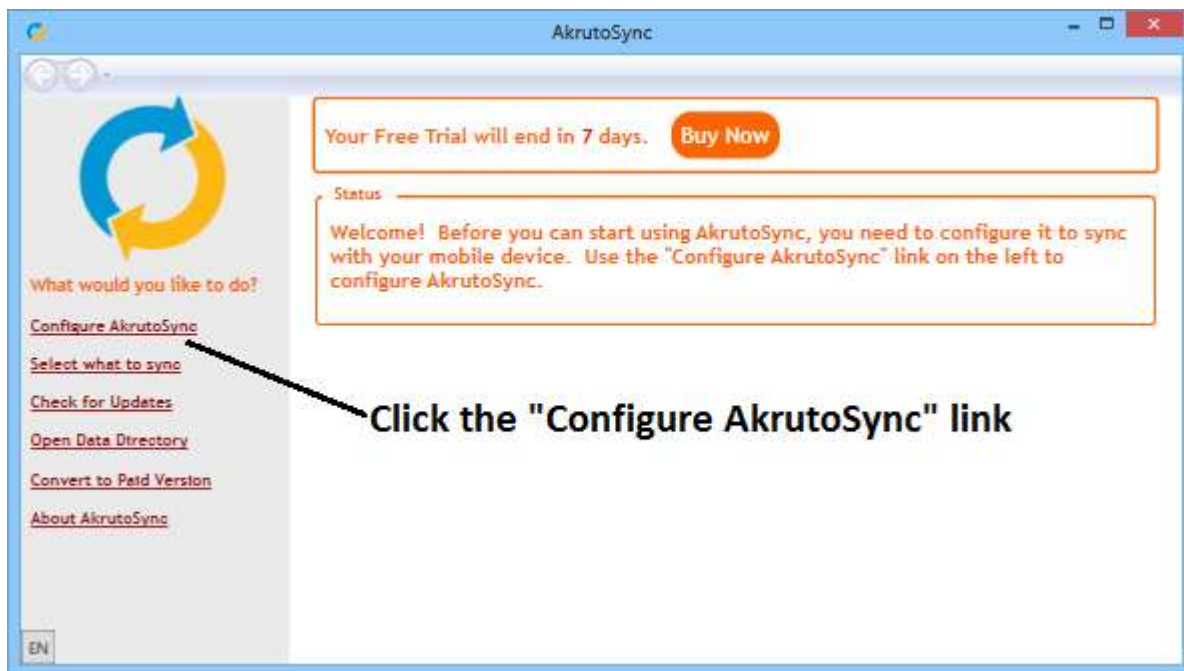 AkrutoSync
Your Free Trial will end in 7 days.
Buy Now
Status
Welcome!  Before you can start using AkrutoSync, you need to configure it to sync
with your mobile device.  Use the "Configure AkrutoSync" link on the left to
configure AkrutoSync.
What would you like to do?
Configure AkrutoSync
Select what to sync
Check for Updates
Open Data Directory
Convert to Paid Version
About AkrutoSync
Click the "Configure AkrutoSync" link
EN